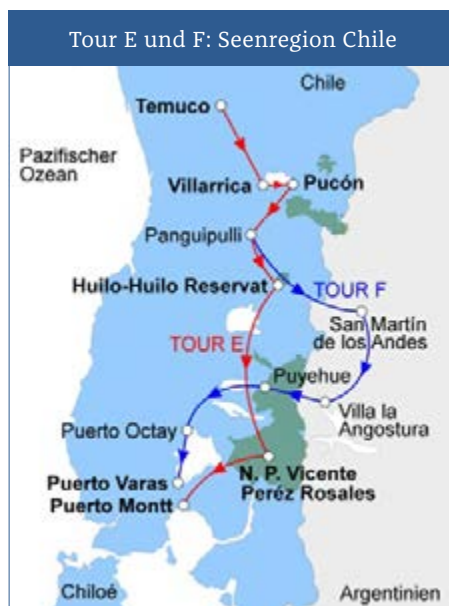 Tour E und F: Seenregion Chile
Chile
Temuco
Pazifischer
Ozean
Villarrica
Pucón
Panguipulli
Huilo-Huilo Reservat
TOUR F
San Martín
de los Andes
TOUR E
Puyehue
Villa la
Angostura
Puerto Octay
Puerto Varas
N. P. Vicente
Peréz Rosales
Puerto Montt
Chiloé
Argentinien